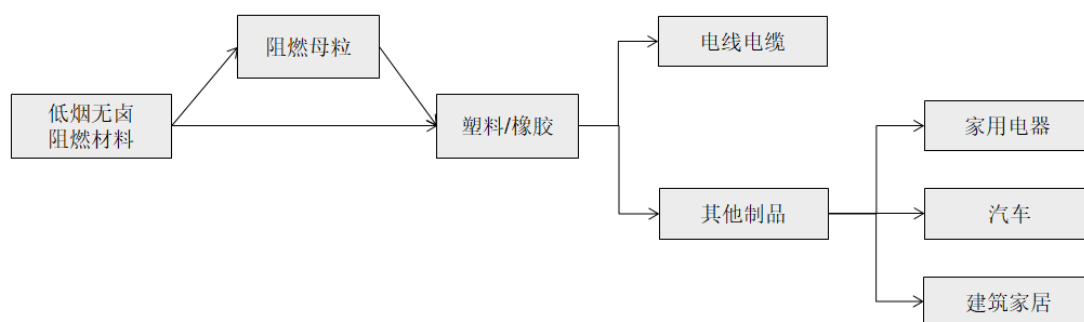 阻燃母粒
电线电缆
低烟无卤
阻燃材料
塑料/橡胶
家用电器
其他制品
汽车
建筑家居